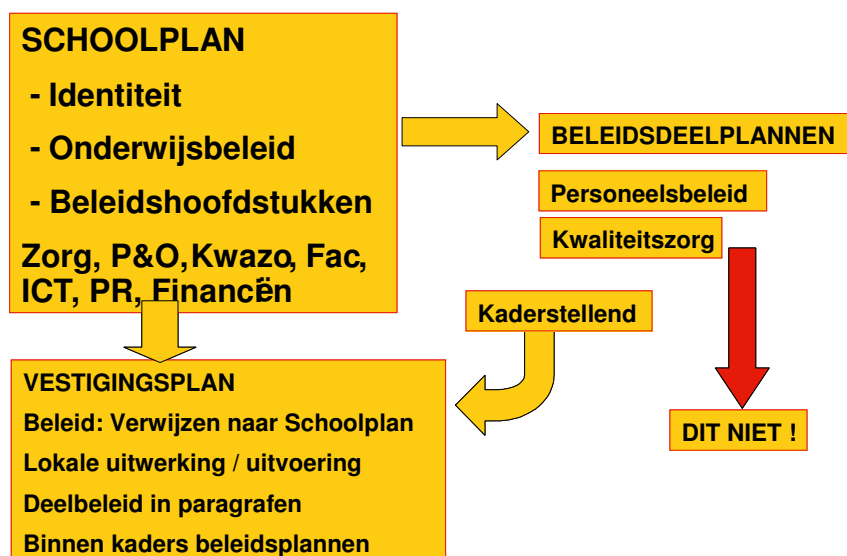 SCHOOLPLAN
- Identiteit
- Onderwijsbeleid
- Beleidshoofdstukken
Zorg, P&O, Kwazo, Fac,
ICT, PR, Financën
BELEIDSDEELPLANNEN
Personeelsbeleid
Kwaliteitszorg
Kaderstellend
DIT NIET !
VESTIGINGSPLAN
Beleid: Verwijzen naar Schoolplan
Lokale uitwerking / uitvoering
Deelbeleid in paragrafen
Binnen kaders beleidsplannen